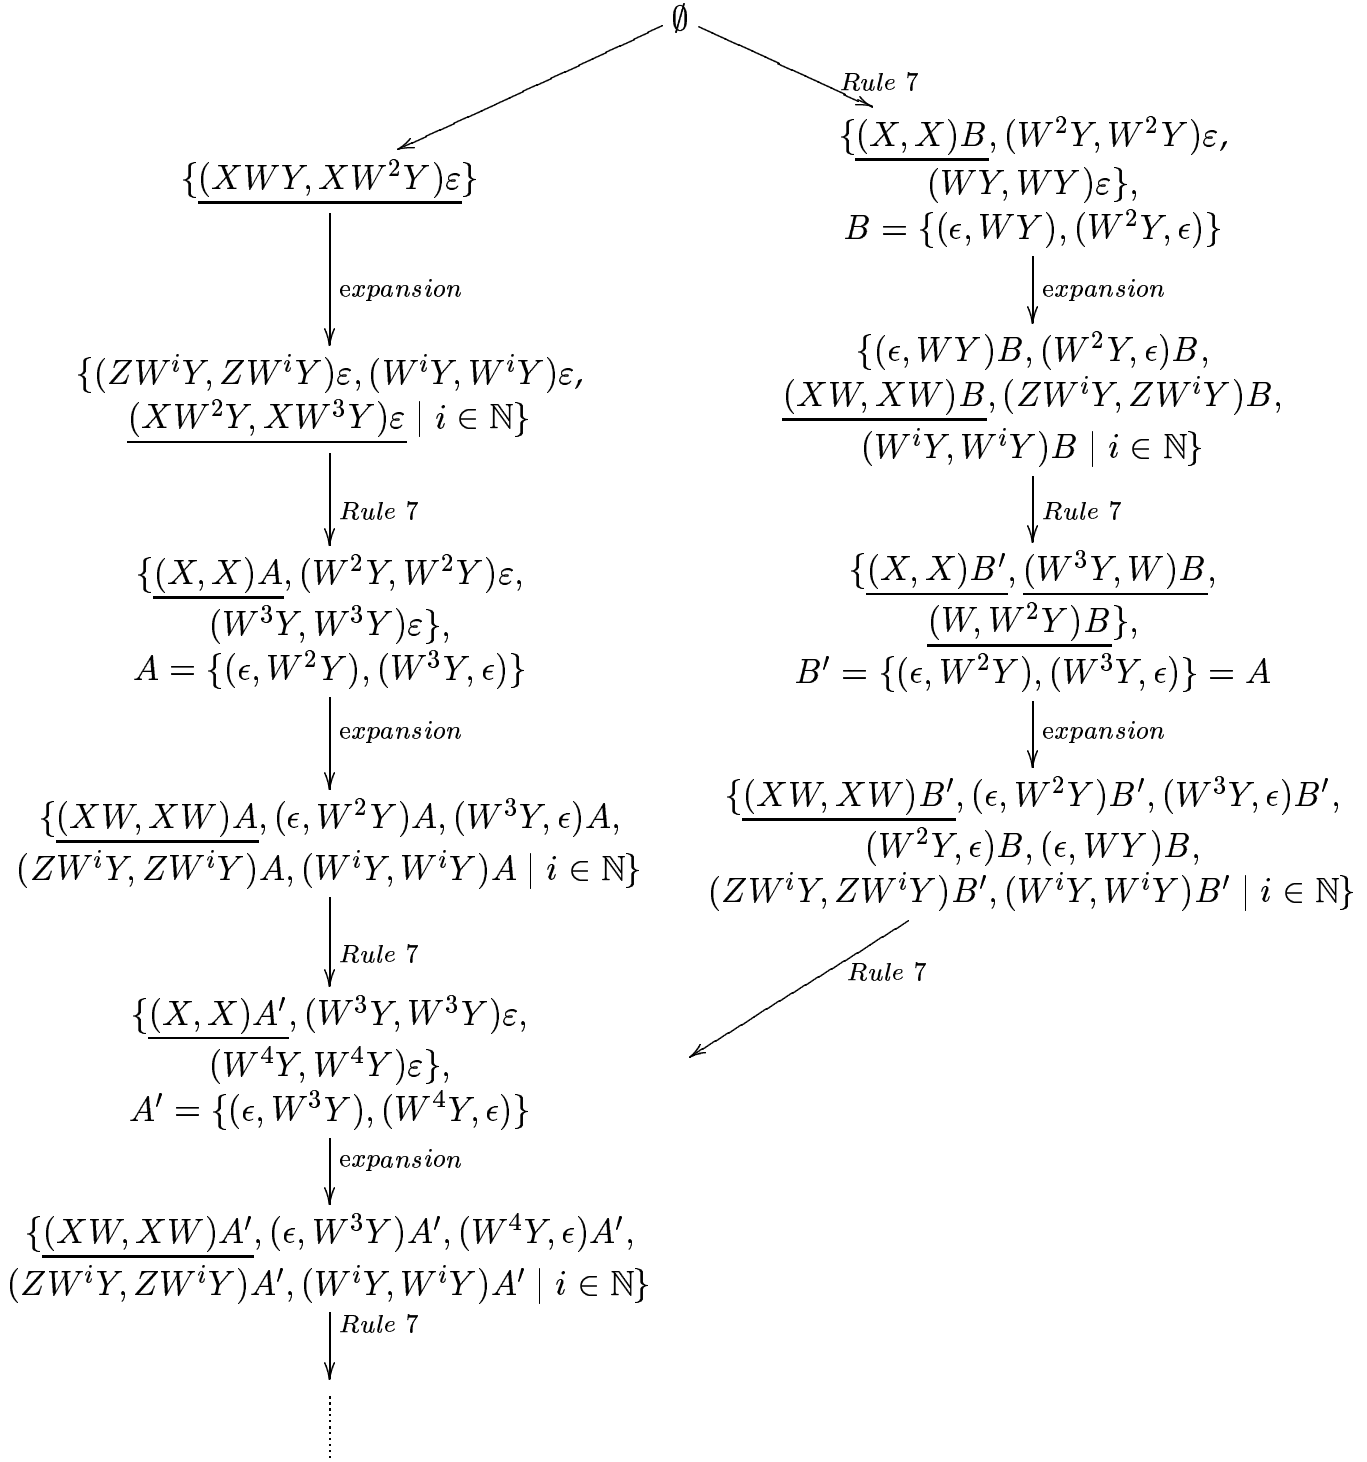 ∅
Rule 7
{(XWY, XW²Y)ε}
expansion
{(ZWⁱY, ZWⁱY)ε, (WⁱY, WⁱY)ε,
(XW²Y, XW³Y)ε | i ∈ ℕ}
Rule 7
{(X, X)A, (W²Y, W²Y)ε,
(W³Y, W³Y)ε},
A = {(ϵ, W²Y), (W³Y, ϵ)}
expansion
{(XW, XW)A, (ϵ, W²Y)A, (W³Y, ϵ)A,
(ZWⁱY, ZWⁱY)A, (WⁱY, WⁱY)A | i ∈ ℕ}
Rule 7
{(X, X)A′, (W³Y, W³Y)ε,
(W⁴Y, W⁴Y)ε},
A′ = {(ϵ, W³Y), (W⁴Y, ϵ)}
expansion
{(XW, XW)A′, (ϵ, W³Y)A′, (W⁴Y, ϵ)A′,
(ZWⁱY, ZWⁱY)A′, (WⁱY, WⁱY)A′ | i ∈ ℕ}
Rule 7
{(X, X)B, (W²Y, W²Y)ε,
(WY, WY)ε},
B = {(ϵ, WY), (W²Y, ϵ)}
expansion
{(ϵ, WY)B, (W²Y, ϵ)B,
(XW, XW)B, (ZWⁱY, ZWⁱY)B,
(WⁱY, WⁱY)B | i ∈ ℕ}
Rule 7
{(X, X)B′, (W³Y, W)B,
(W, W²Y)B},
B′ = {(ϵ, W²Y), (W³Y, ϵ)} = A
expansion
{(XW, XW)B′, (ϵ, W²Y)B′, (W³Y, ϵ)B′,
(W²Y, ϵ)B, (ϵ, WY)B,
(ZWⁱY, ZWⁱY)B′, (WⁱY, WⁱY)B′ | i ∈ ℕ}
Rule 7